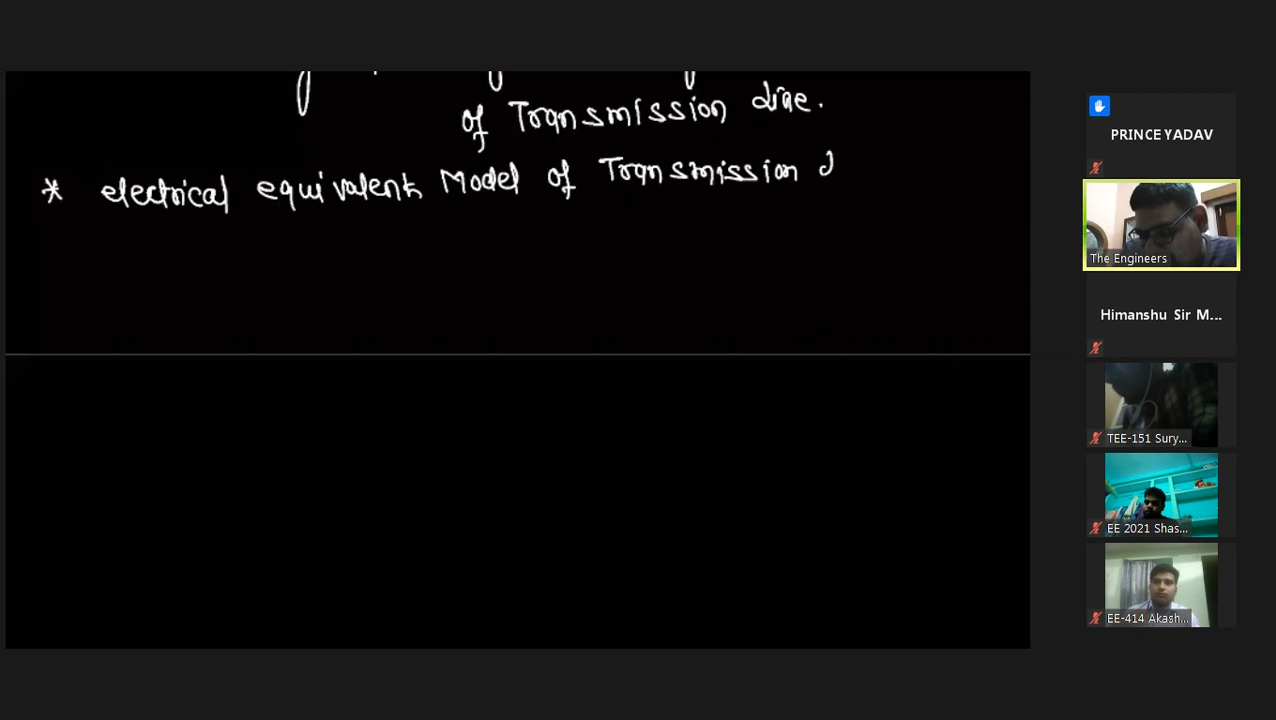 of Transmission line.
* electrical equivalent Model of Transmission
PRINCE YADAV
The Engineers
Himanshu Sir M...
TEE-151 Sury...
EE 2021 Shas...
EE-414 Akash...